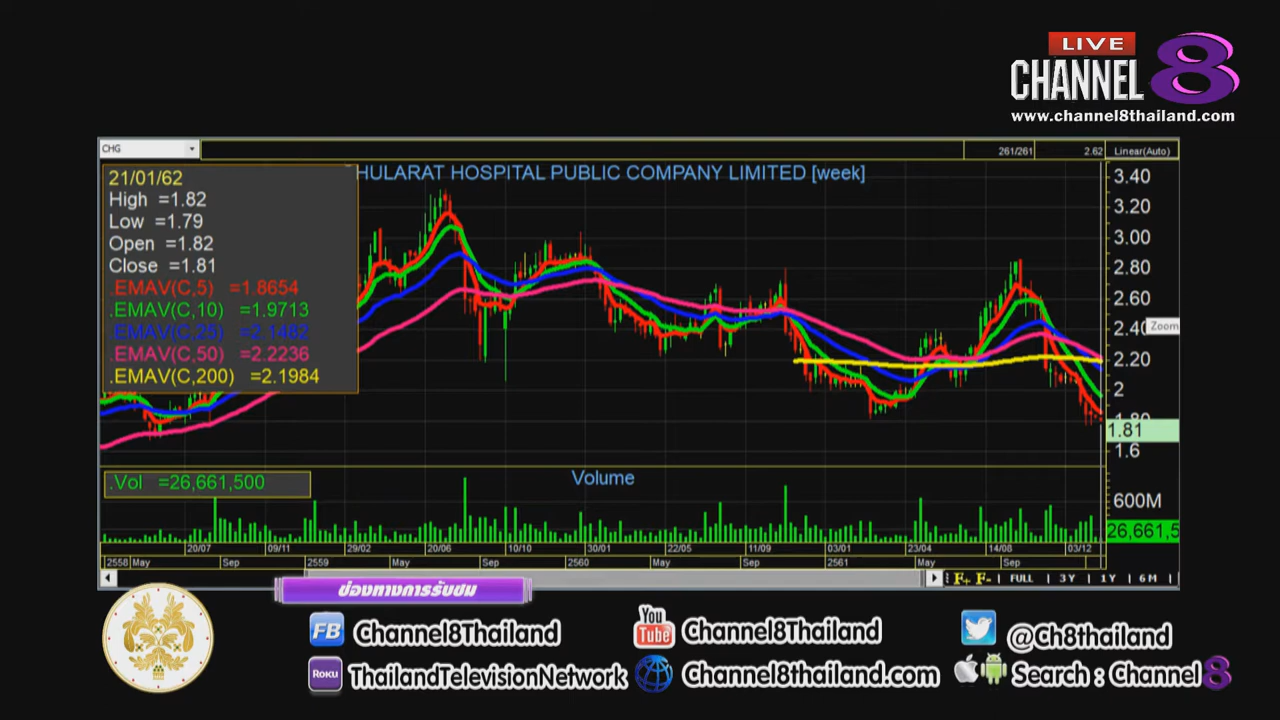 LIVE
CHANNEL 8
www.channel8thailand.com
CHG
261/261
2.62
Linear(Auto)
HULARAT HOSPITAL PUBLIC COMPANY LIMITED [week]
21/01/62
High =1.82
Low =1.79
Open =1.82
Close =1.81
.EMAV(C,5) =1.8654
.EMAV(C,10) =1.9713
.EMAV(C,25) =2.1482
.EMAV(C,50) =2.2236
.EMAV(C,200) =2.1984
3.40
3.20
3.00
2.80
2.60
2.40
Zoom
2.20
2
1.80
1.81
1.6
.Vol =26,661,500
Volume
600M
26,661,5
20/07 09/11 29/02 20/06 10/10 30/01 22/05 11/09 03/01 23/04 14/08 03/12
2558 May Sep 2559 May Sep 2560 May Sep 2561 May Sep
F+ F- FULL 3Y 1Y 6M
ช่องทางการรับชม
FB Channel8Thailand
You Tube Channel8Thailand
@Ch8thailand
ROKU ThailandTelevisionNetwork
Channel8Thailand.com
Search : Channel 8